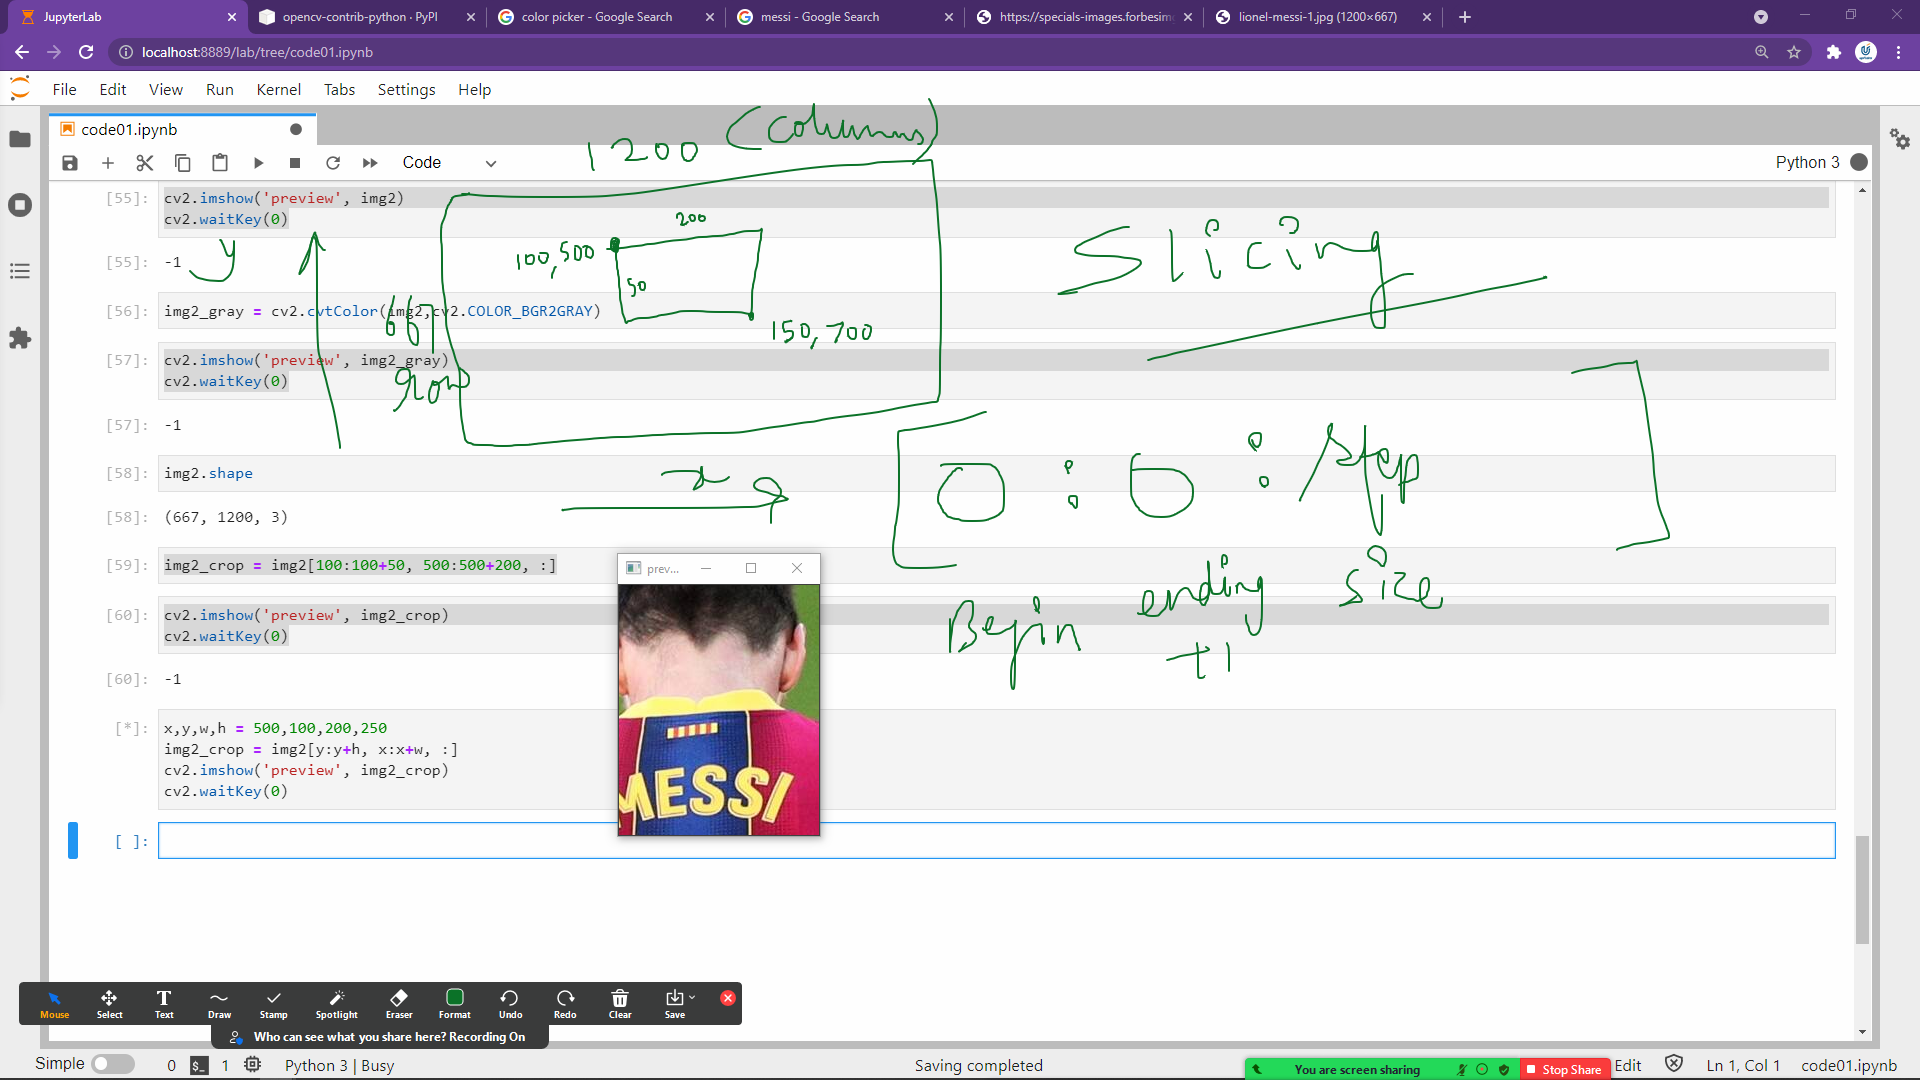 JupyterLab
opencv-contrib-python · PyPI
color picker - Google Search
messi - Google Search
https://specials-images.forbesim
lionel-messi-1.jpg (1200×667)
localhost:8889/lab/tree/code01.ipynb
File Edit View Run Kernel Tabs Settings Help
code01.ipynb
Code
Python 3
1200 (Columns)
[55]: cv2.imshow('preview', img2)
cv2.waitKey(0)
[55]: -1
y
200
100,500
50
150,700
Slicing
[56]: img2_gray = cv2.cvtColor(img2,cv2.COLOR_BGR2GRAY)
667
[57]: cv2.imshow('preview', img2_gray)
cv2.waitKey(0)
[57]: -1
[58]: img2.shape
x
[ : : step ]
[58]: (667, 1200, 3)
Begin ending size
+1
[59]: img2_crop = img2[100:100+50, 500:500+200, :]
prev...
[60]: cv2.imshow('preview', img2_crop)
cv2.waitKey(0)
[60]: -1
[*]: x,y,w,h = 500,100,200,250
img2_crop = img2[y:y+h, x:x+w, :]
cv2.imshow('preview', img2_crop)
cv2.waitKey(0)
MESSI
[ ]:
Mouse Select Text Draw Stamp Spotlight Eraser Format Undo Redo Clear Save
Who can see what you share here? Recording On
Simple 0 $_ 1 Python 3 | Busy Saving completed
You are screen sharing Stop Share
Edit Ln 1, Col 1 code01.ipynb